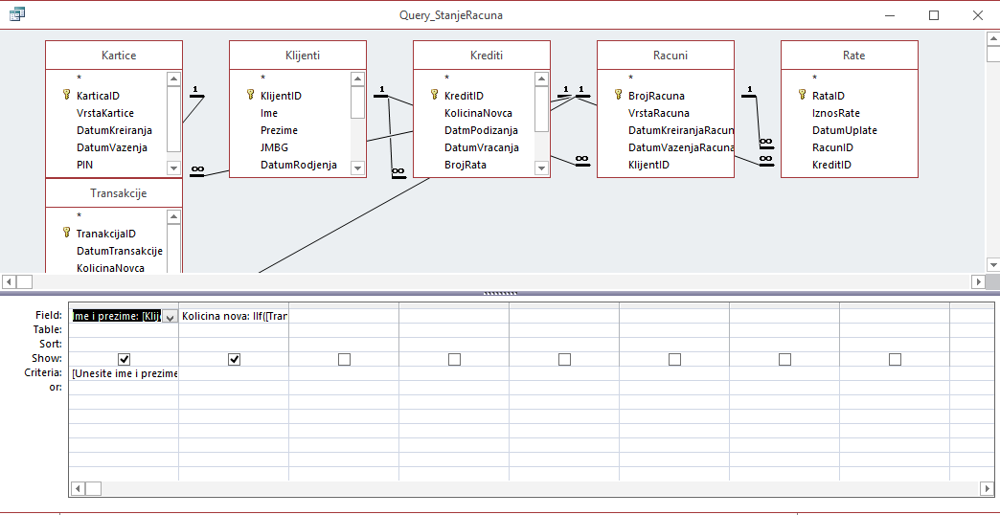 Query_StanjeRacuna
Kartice
*
KarticaID
VrstaKartice
DatumKreiranja
DatumVazenja
PIN
1
∞
Klijenti
*
KlijentID
Ime
Prezime
JMBG
DatumRodjenja
1
∞
Krediti
*
KreditID
KolicinaNovca
DatmPodizanja
DatumVracanja
BrojRata
1
1
∞
Racuni
*
BrojRacuna
VrstaRacuna
DatumKreiranjaRacun
DatumVazenjaRacuna
KlijentID
1
∞
∞
Rate
*
RataID
IznosRate
DatumUplate
RacunID
KreditID
Transakcije
*
TranakcijaID
DatumTransakcije
KolicinaNovca
Field: Ime i prezime: [Klije Kolicina nova: IIf([Tran
Table:
Sort:
Show:
Criteria: [Unesite ime i prezime
or: